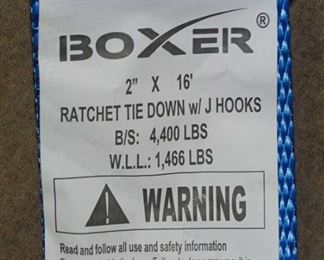 BOXER®
2" X 16'
RATCHET TIE DOWN w/ J HOOKS
B/S: 4,400 LBS
W.L.L.: 1,466 LBS
WARNING
Read and follow all use and safety information